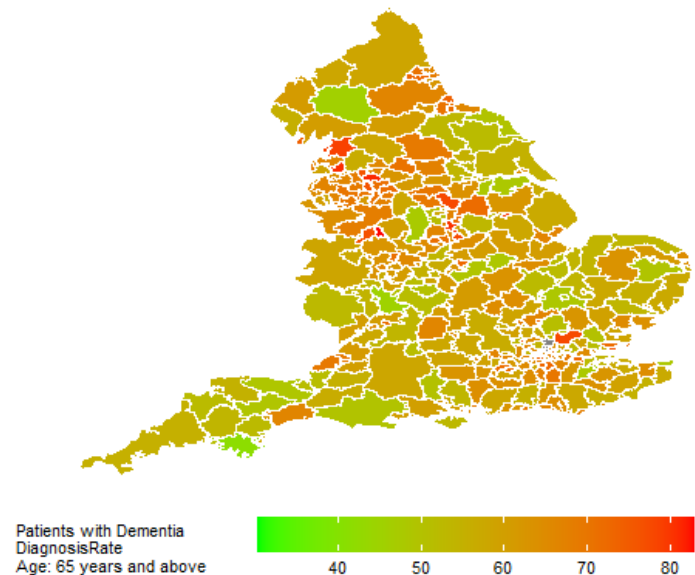 Patients with Dementia
DiagnosisRate
Age: 65 years and above
40 50 60 70 80